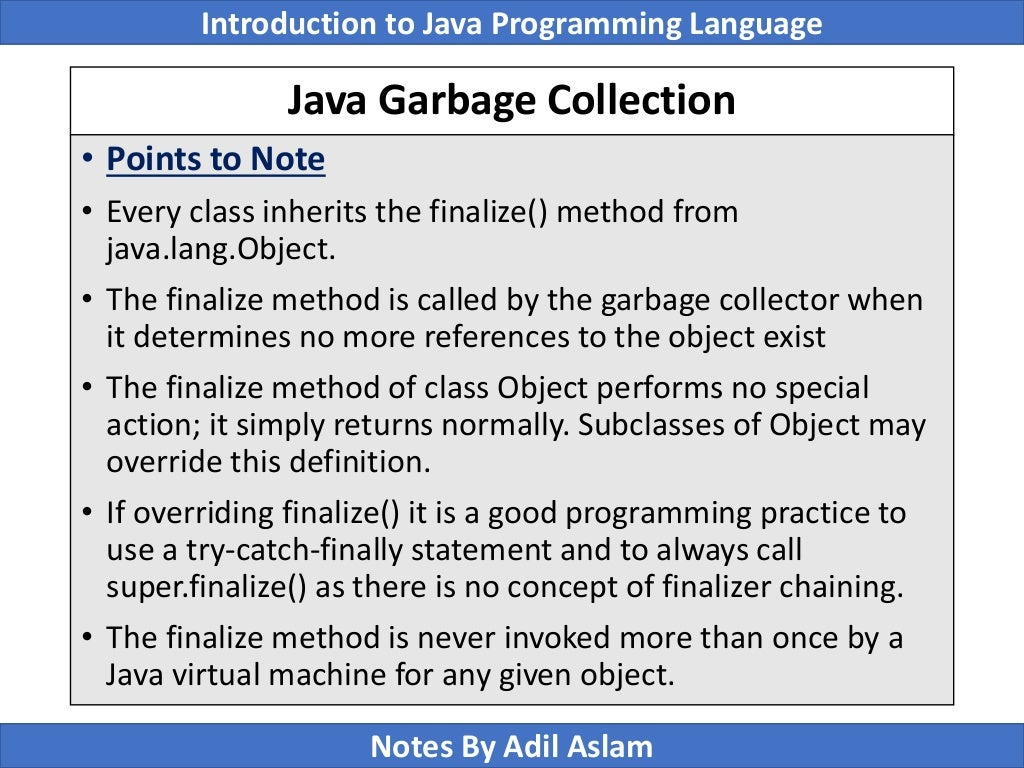 Introduction to Java Programming Language
Java Garbage Collection
• Points to Note
• Every class inherits the finalize() method from
java.lang.Object.
• The finalize method is called by the garbage collector when
it determines no more references to the object exist
• The finalize method of class Object performs no special
action; it simply returns normally. Subclasses of Object may
override this definition.
• If overriding finalize() it is a good programming practice to
use a try-catch-finally statement and to always call
super.finalize() as there is no concept of finalizer chaining.
• The finalize method is never invoked more than once by a
Java virtual machine for any given object.
Notes By Adil Aslam